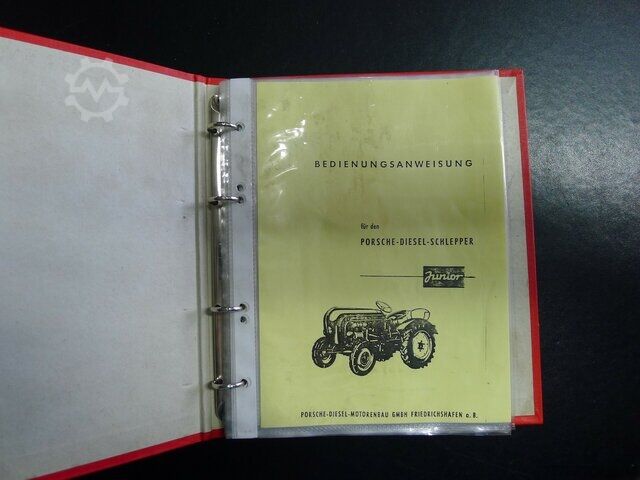 BEDIENUNGSANWEISUNG
für den
PORSCHE-DIESEL-SCHLEPPER
Junior
PORSCHE-DIESEL-MOTORENBAU GMBH FRIEDRICHSHAFEN a. B.